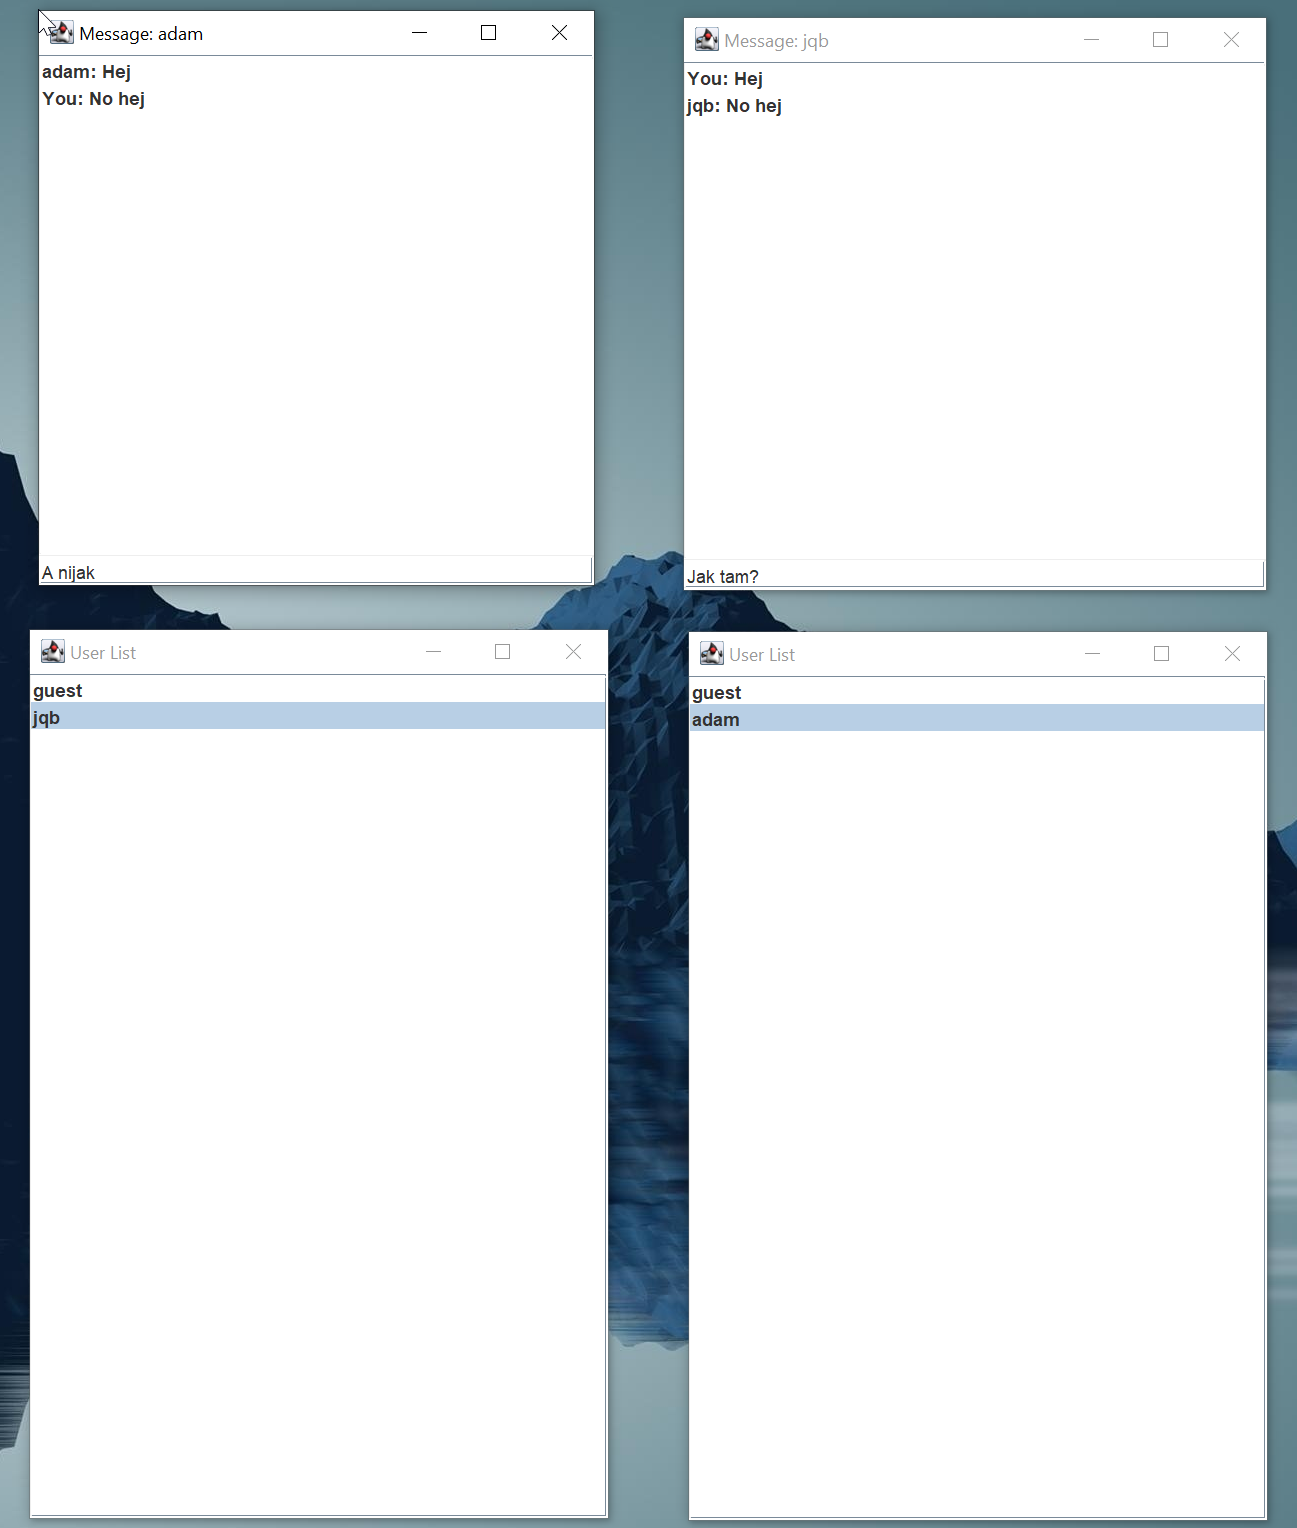 Message: adam
adam: Hej
You: No hej
A nijak
Message: jqb
You: Hej
jqb: No hej
Jak tam?
User List
guest
jqb
User List
guest
adam